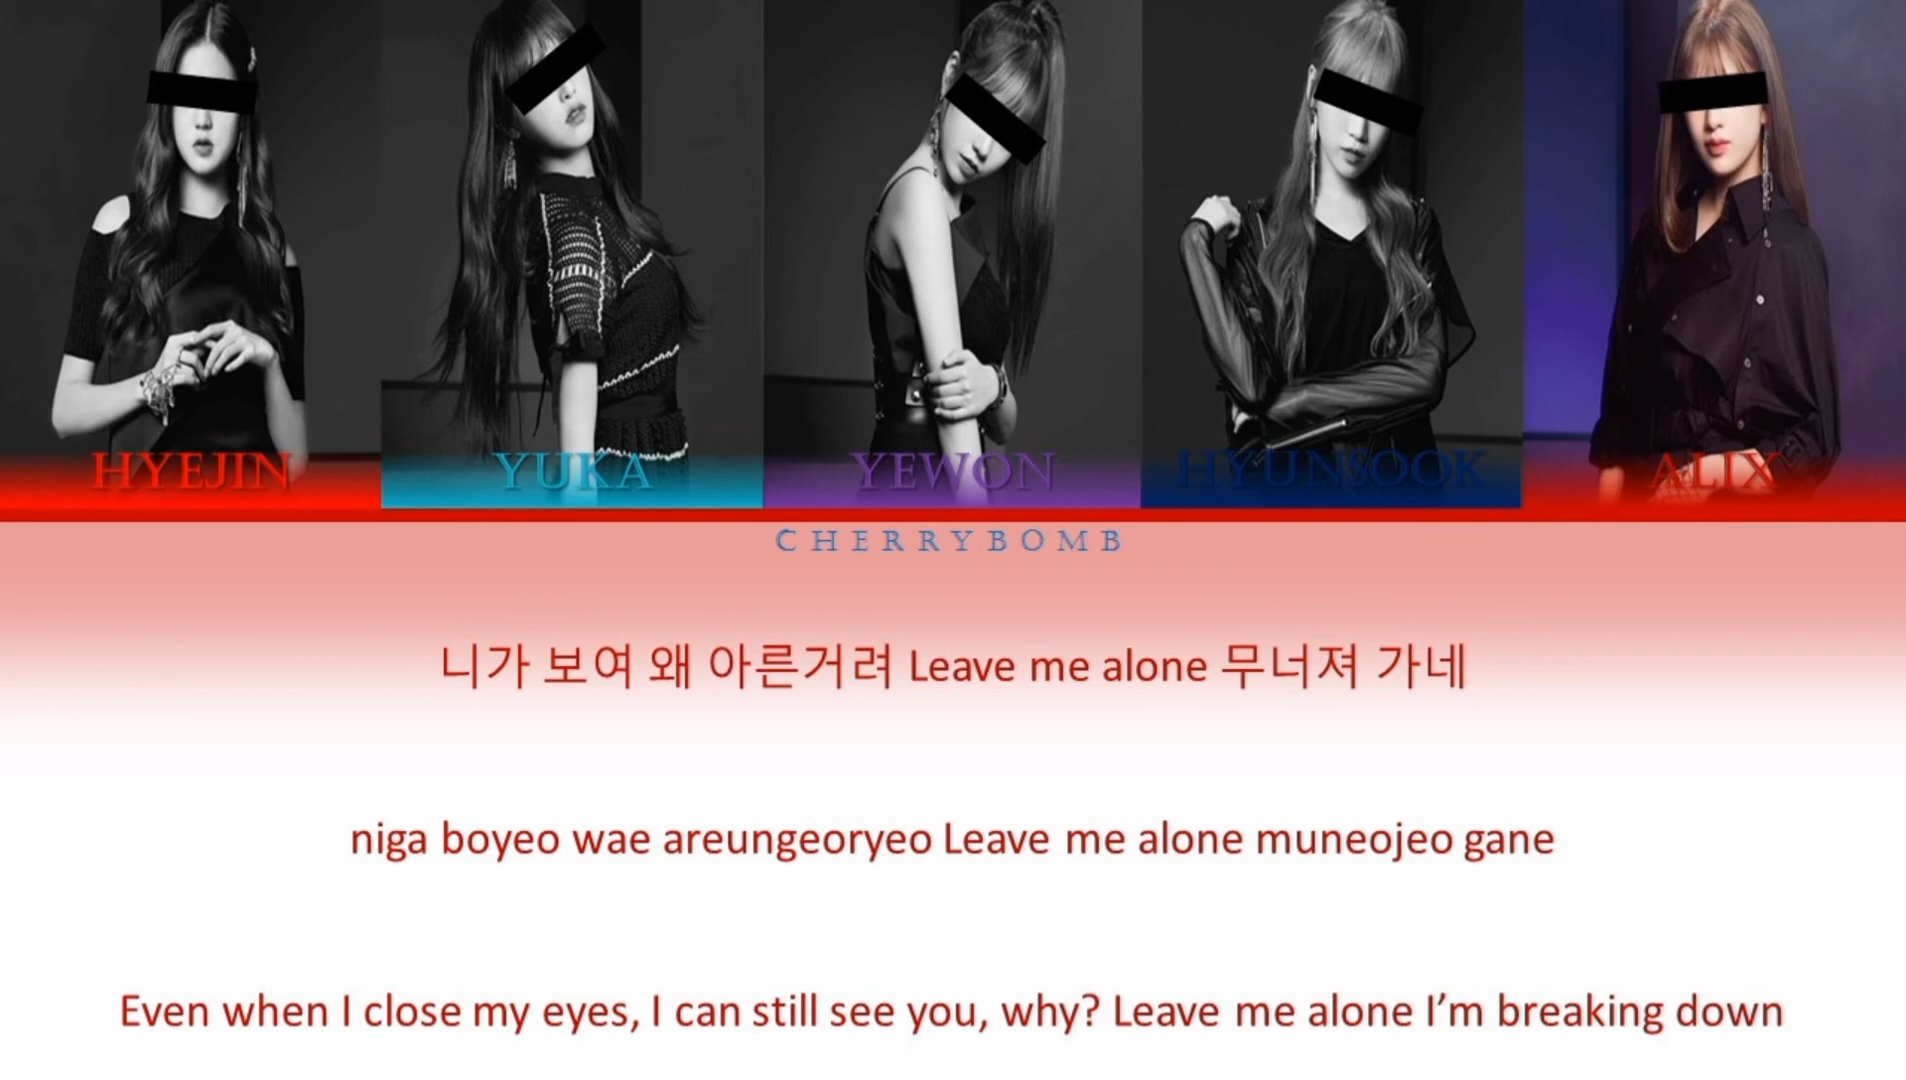 HYEJIN YUKA YEWON HYUNSOOK ALIX
CHERRYBOMB
니가 보여 왜 아른거려 Leave me alone 무너져 가네
niga boyeo wae areungeoryeo Leave me alone muneojeo gane
Even when I close my eyes, I can still see you, why? Leave me alone I’m breaking down